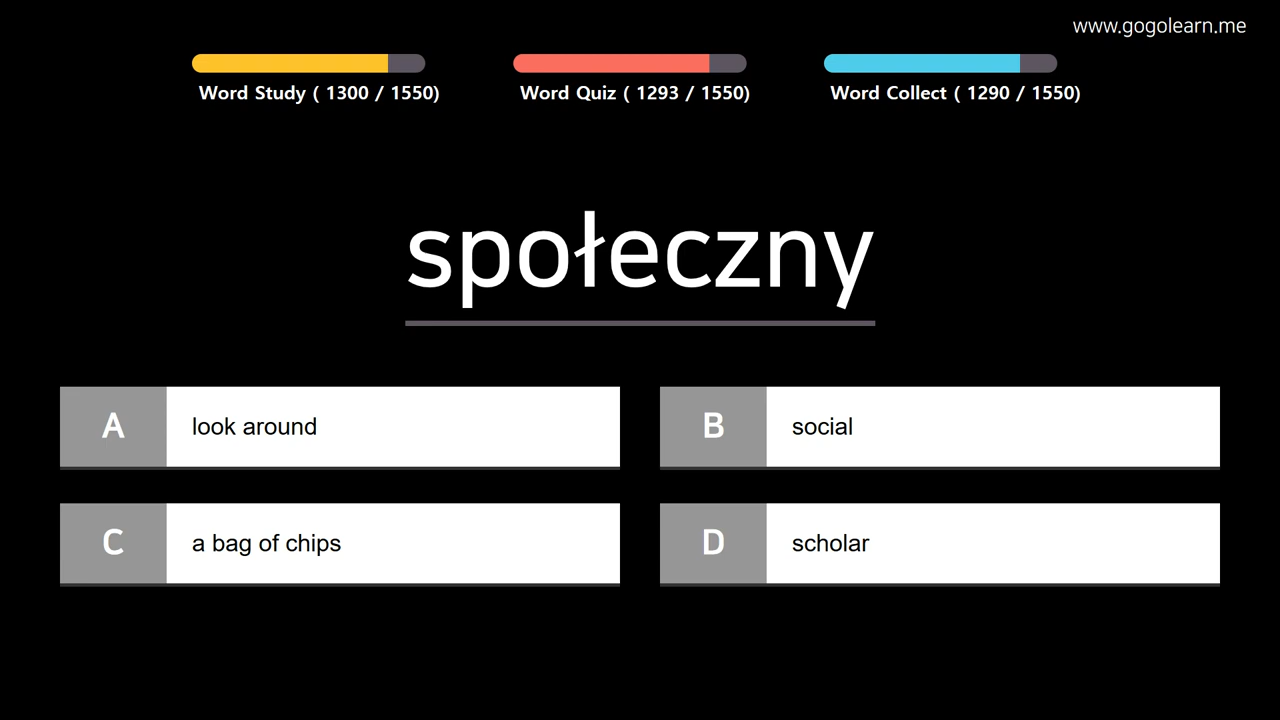 www.gogolearn.me
Word Study ( 1300 / 1550)
Word Quiz ( 1293 / 1550)
Word Collect ( 1290 / 1550)
społeczny
A look around
B social
C a bag of chips
D scholar